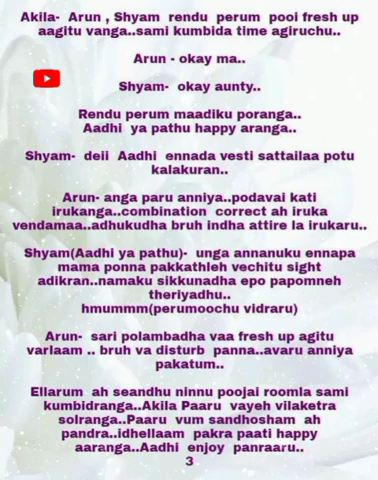 Akila-  Arun , Shyam  rendu  perum  pooi fresh up
aagitu vanga..sami kumbida time agiruchu..
Arun - okay ma..
Shyam-  okay aunty..
Rendu perum maadiku poranga..
Aadhi  ya pathu happy aranga..
Shyam-  deii  Aadhi  ennada vesti sattailaa potu
kalakuran..
Arun- anga paru anniya..podavai kati
irukanga..combination  correct ah iruka
vendamaa..adhukudha bruh indha attire la irukaru..
Shyam(Aadhi ya pathu)-  unga annanuku ennapa
mama ponna pakkathleh vechitu sight
adikran..namaku sikkunadha epo papomneh
theriyadhu..
hmummm(perumoochu vidraru)
Arun-  sari polambadha vaa fresh up agitu
varlaam .. bruh va disturb  panna..avaru anniya
pakatum..
Ellarum  ah seandhu ninnu poojai roomla sami
kumbidranga..Akila Paaru  vayeh vilaketra
solranga..Paaru  vum sandhosham  ah
pandra..idhellaam  pakra paati happy
aaranga..Aadhi  enjoy  panraaru..
3